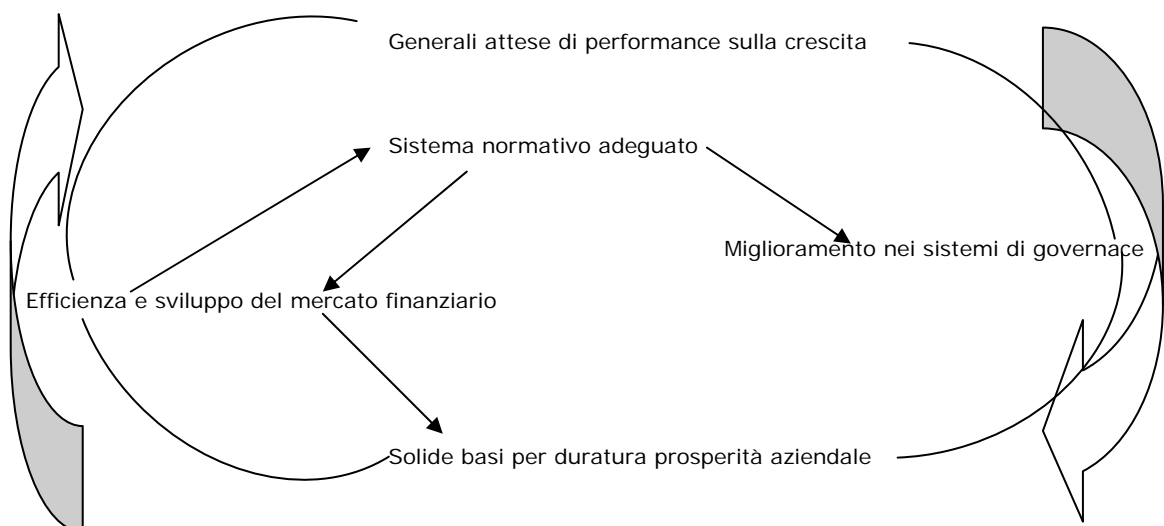 Generali attese di performance sulla crescita
Sistema normativo adeguato
Miglioramento nei sistemi di governace
Efficienza e sviluppo del mercato finanziario
Solide basi per duratura prosperità aziendale